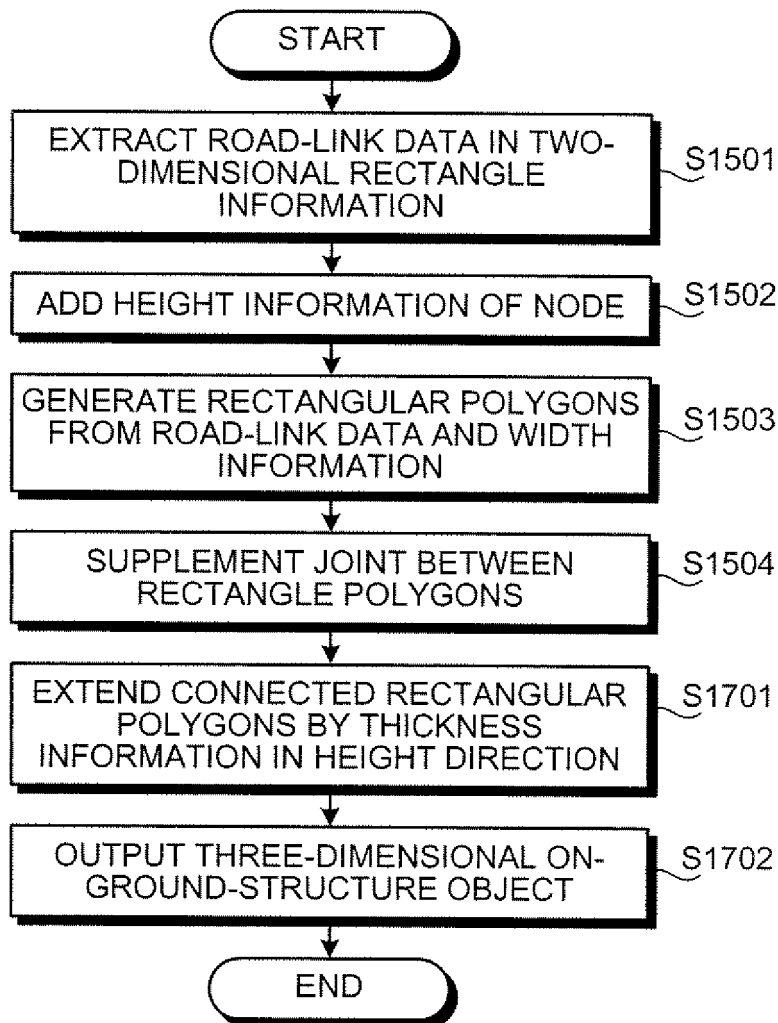 START
EXTRACT ROAD-LINK DATA IN TWO-
DIMENSIONAL RECTANGLE
INFORMATION
S1501
ADD HEIGHT INFORMATION OF NODE
S1502
GENERATE RECTANGULAR POLYGONS
FROM ROAD-LINK DATA AND WIDTH
INFORMATION
S1503
SUPPLEMENT JOINT BETWEEN
RECTANGLE POLYGONS
S1504
EXTEND CONNECTED RECTANGULAR
POLYGONS BY THICKNESS
INFORMATION IN HEIGHT DIRECTION
S1701
OUTPUT THREE-DIMENSIONAL ON-
GROUND-STRUCTURE OBJECT
S1702
END